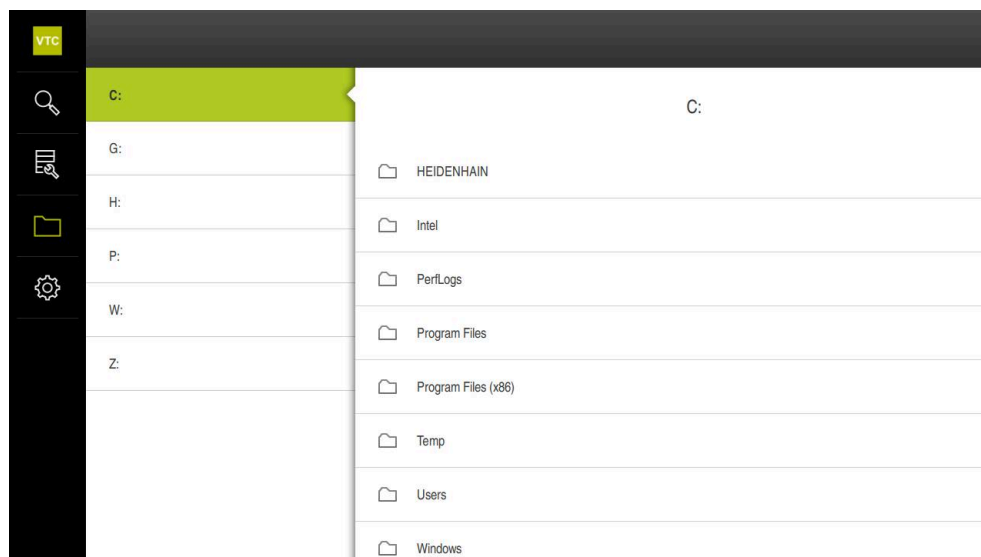 VTC
C:
G:
H:
P:
W:
Z:
C:
HEIDENHAIN
Intel
PerfLogs
Program Files
Program Files (x86)
Temp
Users
Windows